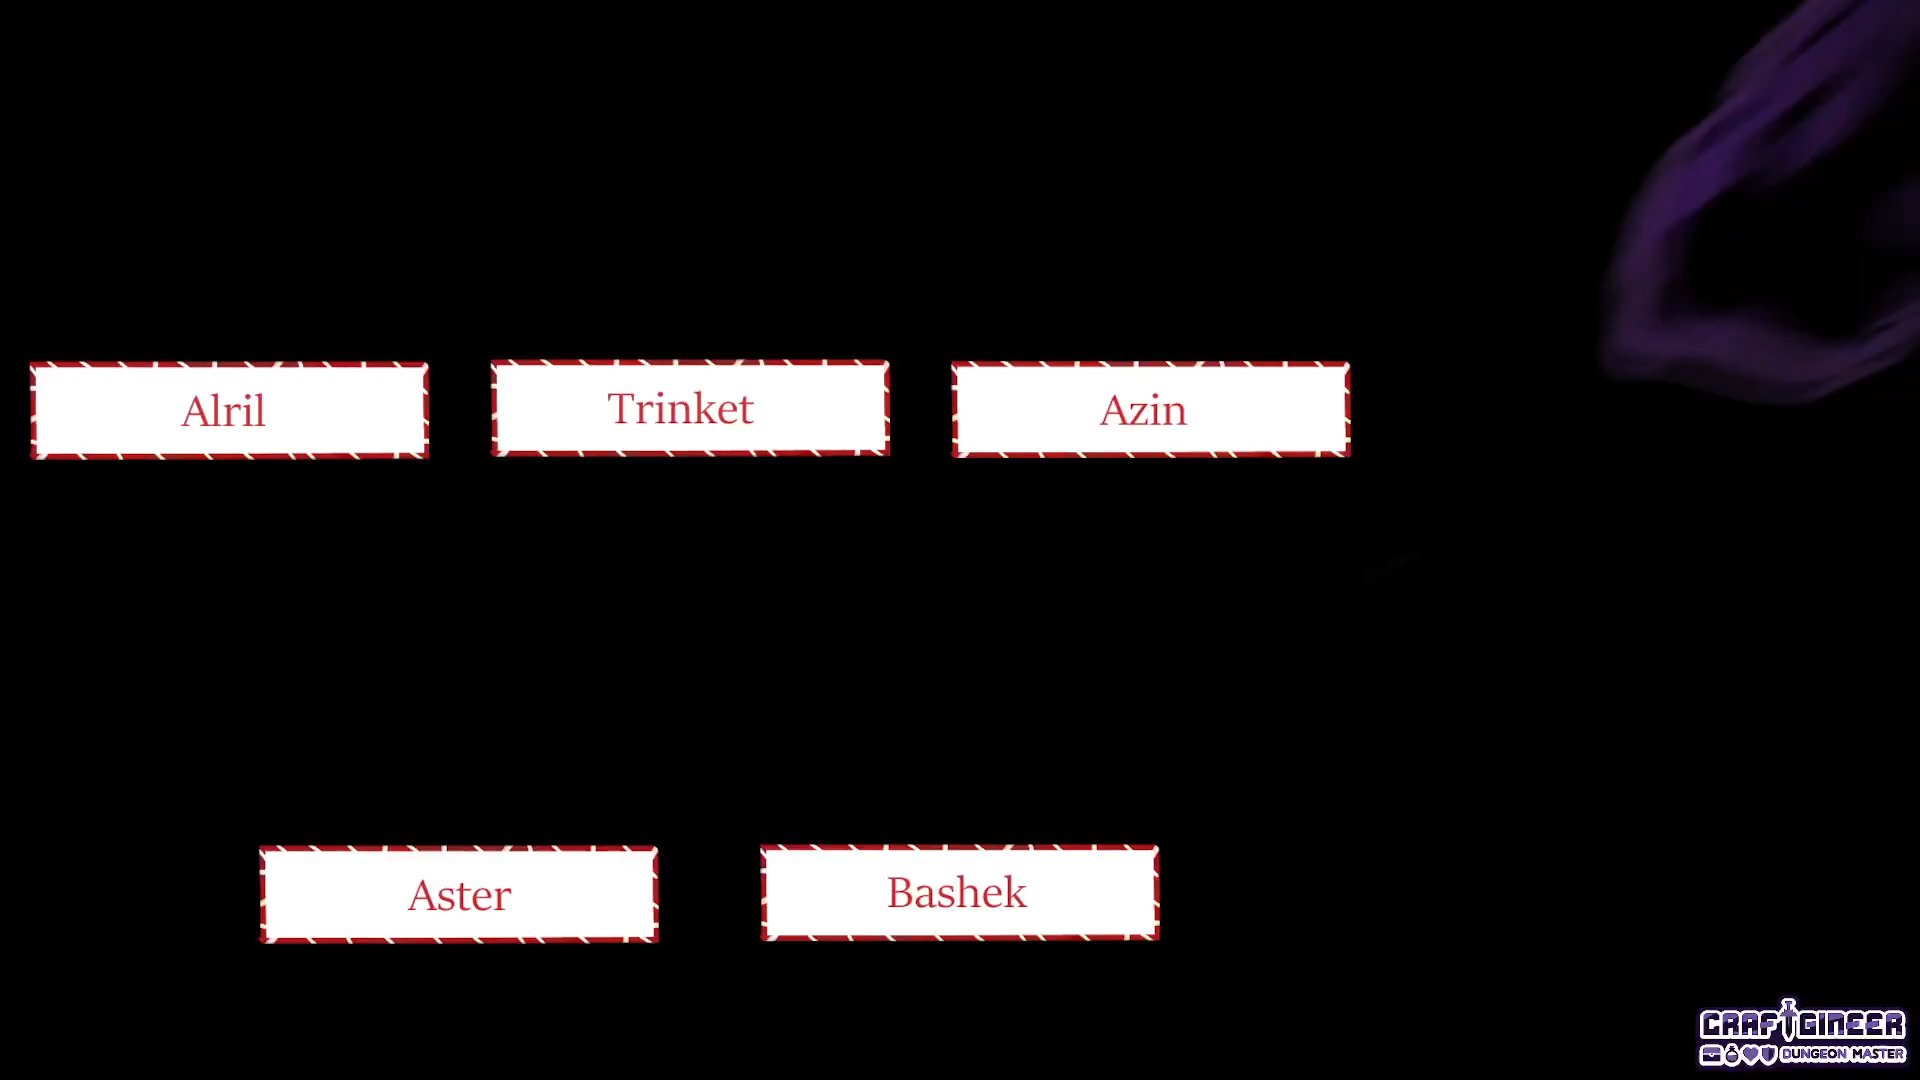 Alril
Trinket
Azin
Aster
Bashek
CRAFTGINEER
DUNGEON MASTER